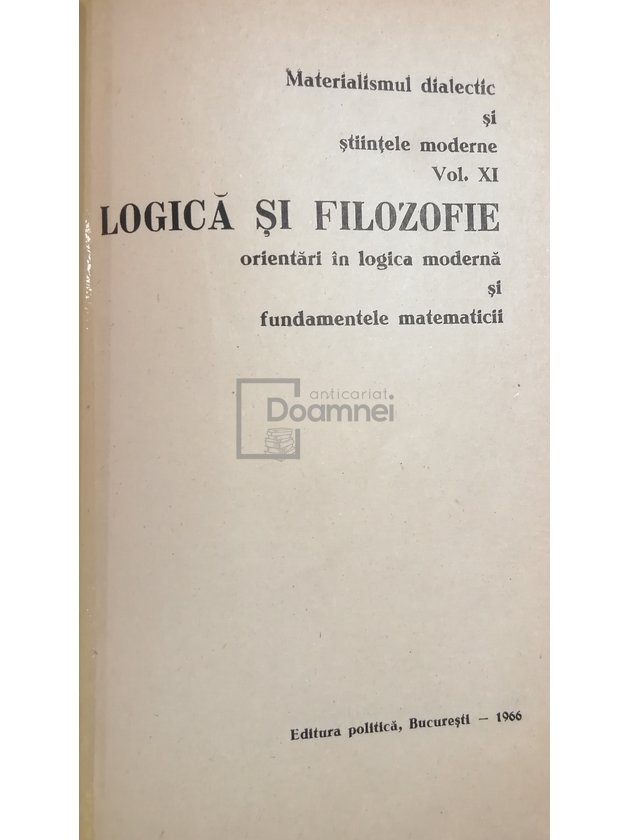 Materialismul dialectic
și
științele moderne
Vol. XI
LOGICĂ ȘI FILOZOFIE
orientări în logica modernă
și
fundamentele matematicii
anticariat
Doamnei
Editura politică, București — 1966